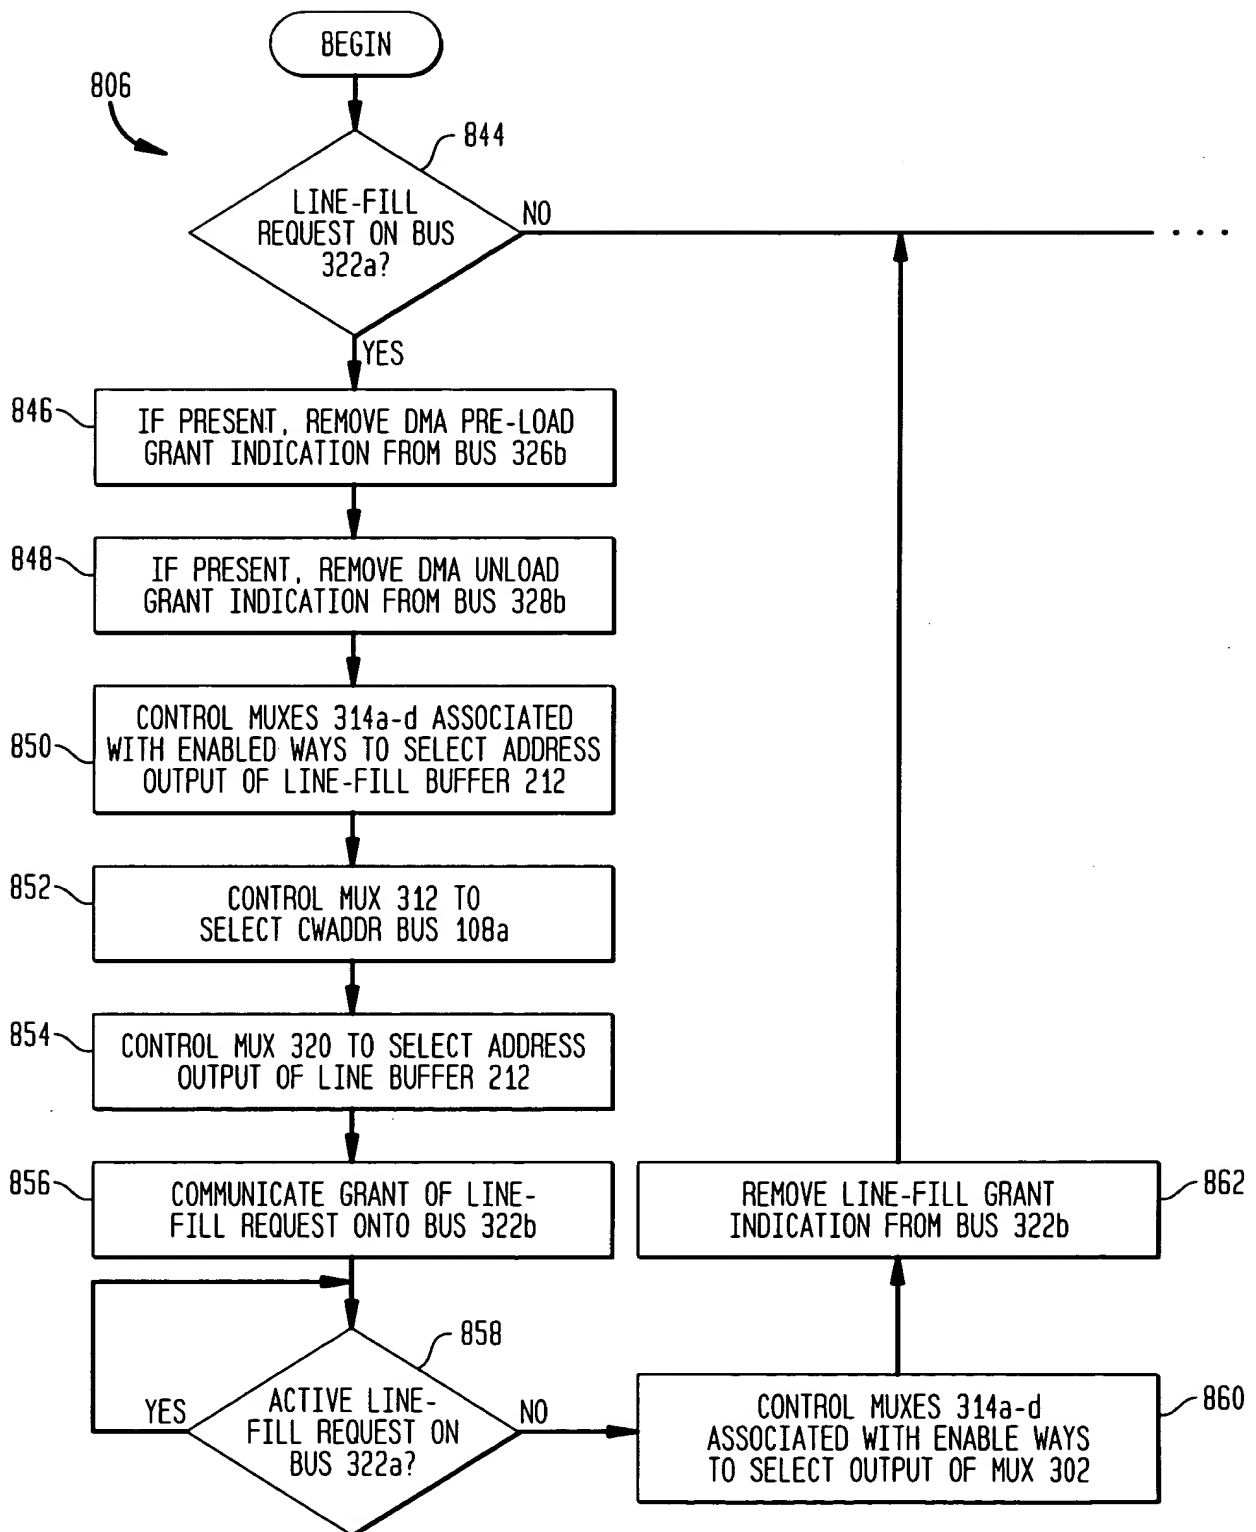 BEGIN
806
844
LINE-FILL
REQUEST ON BUS
322a?
NO
. . .
YES
846
IF PRESENT, REMOVE DMA PRE-LOAD
GRANT INDICATION FROM BUS 326b
848
IF PRESENT, REMOVE DMA UNLOAD
GRANT INDICATION FROM BUS 328b
850
CONTROL MUXES 314a-d ASSOCIATED
WITH ENABLED WAYS TO SELECT ADDRESS
OUTPUT OF LINE-FILL BUFFER 212
852
CONTROL MUX 312 TO
SELECT CWADDR BUS 108a
854
CONTROL MUX 320 TO SELECT ADDRESS
OUTPUT OF LINE BUFFER 212
856
COMMUNICATE GRANT OF LINE-
FILL REQUEST ONTO BUS 322b
862
REMOVE LINE-FILL GRANT
INDICATION FROM BUS 322b
858
ACTIVE LINE-
FILL REQUEST ON
BUS 322a?
YES
NO
860
CONTROL MUXES 314a-d
ASSOCIATED WITH ENABLE WAYS
TO SELECT OUTPUT OF MUX 302